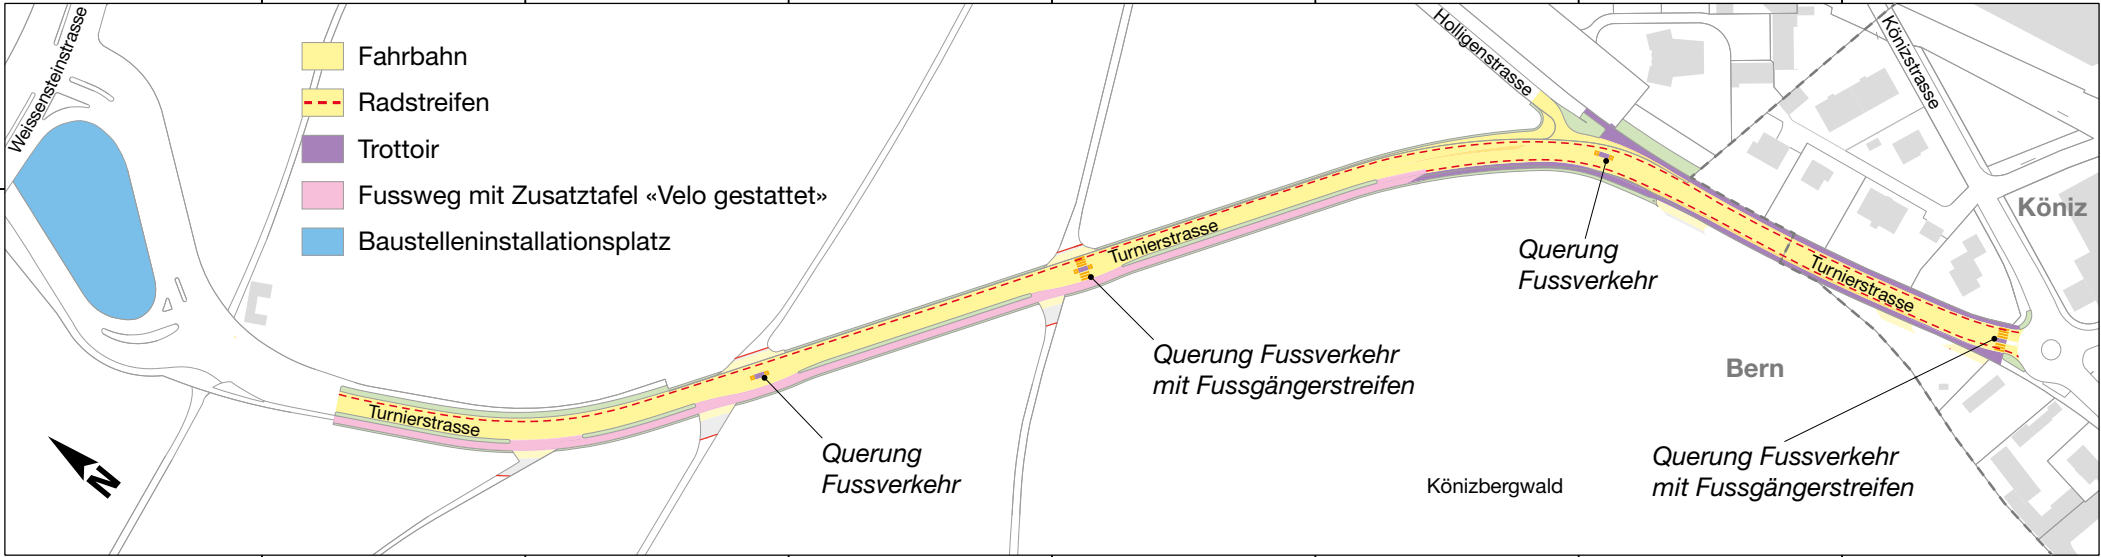 Weissensteinstrasse
Fahrbahn
Radstreifen
Trottoir
Fussweg mit Zusatztafel «Velo gestattet»
Baustelleninstallationsplatz
Holligenstrasse
Könizstrasse
Köniz
Turnierstrasse
Querung
Fussverkehr
Turnierstrasse
Querung Fussverkehr
mit Fussgängerstreifen
Bern
Turnierstrasse
Querung
Fussverkehr
Könizbergwald
Querung Fussverkehr
mit Fussgängerstreifen
N